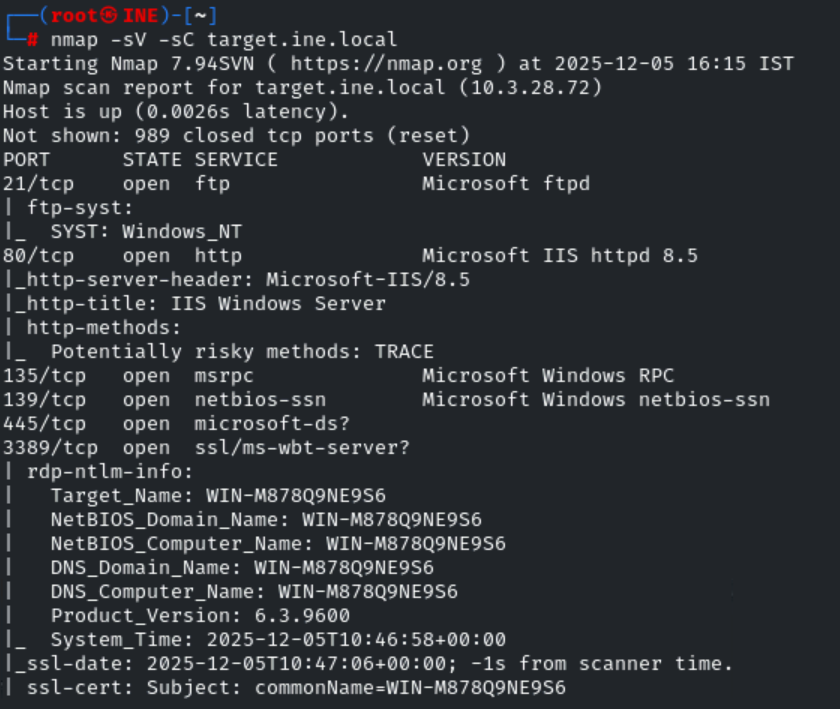 ┌──(root㉿INE)-[~]
└─# nmap -sV -sC target.ine.local
Starting Nmap 7.94SVN ( https://nmap.org ) at 2025-12-05 16:15 IST
Nmap scan report for target.ine.local (10.3.28.72)
Host is up (0.0026s latency).
Not shown: 989 closed tcp ports (reset)
PORT     STATE SERVICE            VERSION
21/tcp   open  ftp                Microsoft ftpd
| ftp-syst:
|_  SYST: Windows_NT
80/tcp   open  http               Microsoft IIS httpd 8.5
|_http-server-header: Microsoft-IIS/8.5
|_http-title: IIS Windows Server
| http-methods:
|_  Potentially risky methods: TRACE
135/tcp  open  msrpc              Microsoft Windows RPC
139/tcp  open  netbios-ssn        Microsoft Windows netbios-ssn
445/tcp  open  microsoft-ds?
3389/tcp open  ssl/ms-wbt-server?
| rdp-ntlm-info:
|   Target_Name: WIN-M878Q9NE9S6
|   NetBIOS_Domain_Name: WIN-M878Q9NE9S6
|   NetBIOS_Computer_Name: WIN-M878Q9NE9S6
|   DNS_Domain_Name: WIN-M878Q9NE9S6
|   DNS_Computer_Name: WIN-M878Q9NE9S6
|   Product_Version: 6.3.9600
|_  System_Time: 2025-12-05T10:46:58+00:00
|_ssl-date: 2025-12-05T10:47:06+00:00; -1s from scanner time.
| ssl-cert: Subject: commonName=WIN-M878Q9NE9S6